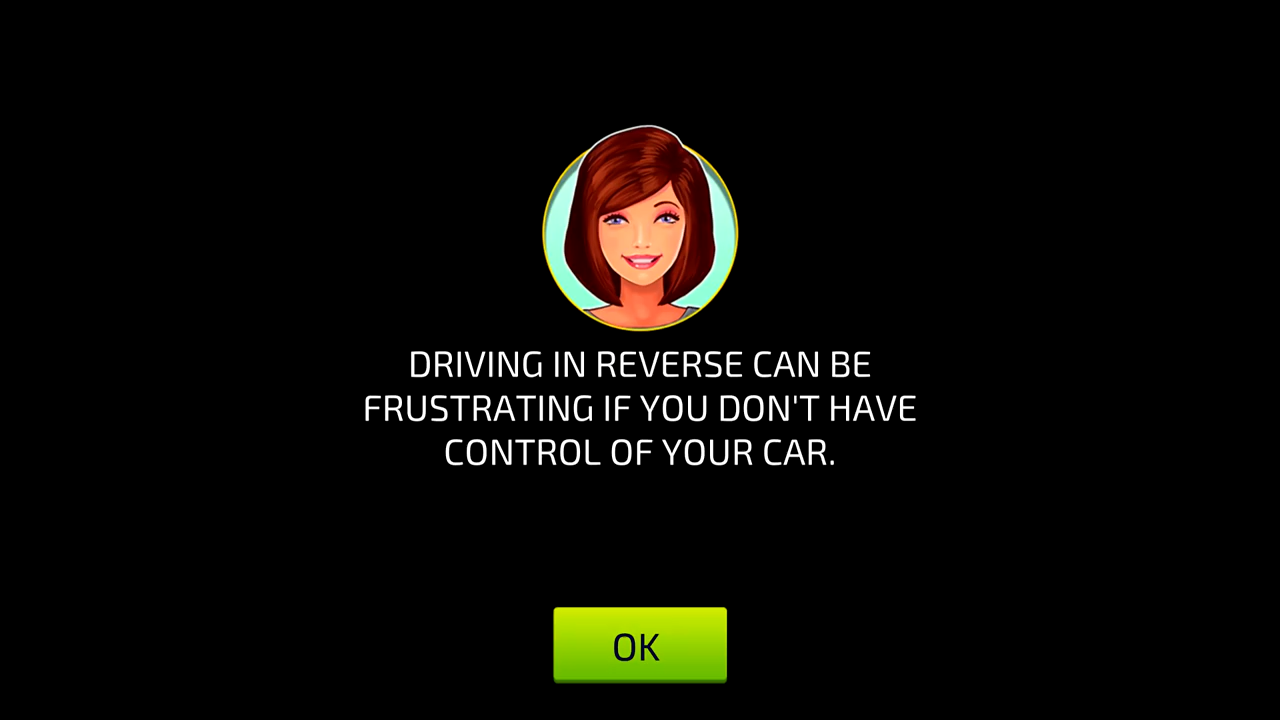 DRIVING IN REVERSE CAN BE
FRUSTRATING IF YOU DON'T HAVE
CONTROL OF YOUR CAR.
OK